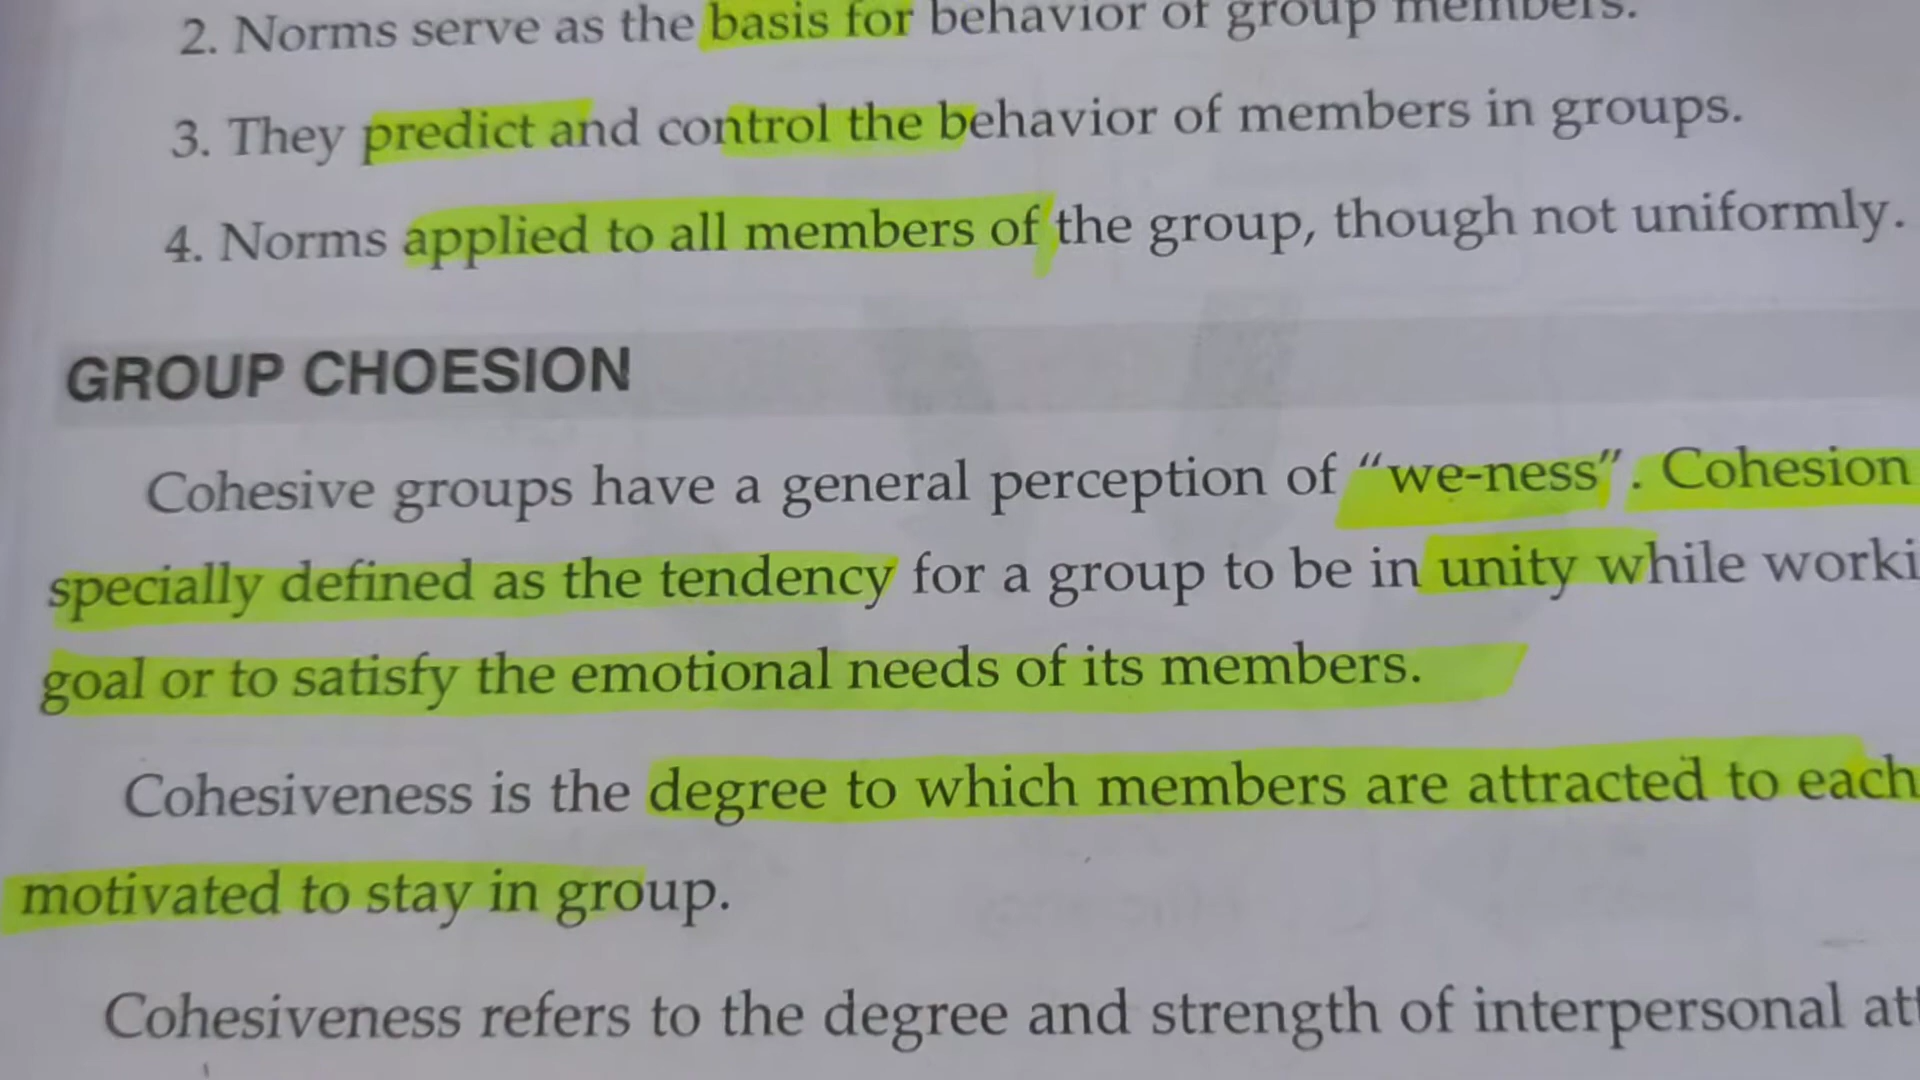 2. Norms serve as the basis for behavior of group members.
3. They predict and control the behavior of members in groups.
4. Norms applied to all members of the group, though not uniformly.
GROUP CHOESION
Cohesive groups have a general perception of “we-ness”. Cohesion
specially defined as the tendency for a group to be in unity while worki
goal or to satisfy the emotional needs of its members.
Cohesiveness is the degree to which members are attracted to each
motivated to stay in group.
Cohesiveness refers to the degree and strength of interpersonal att